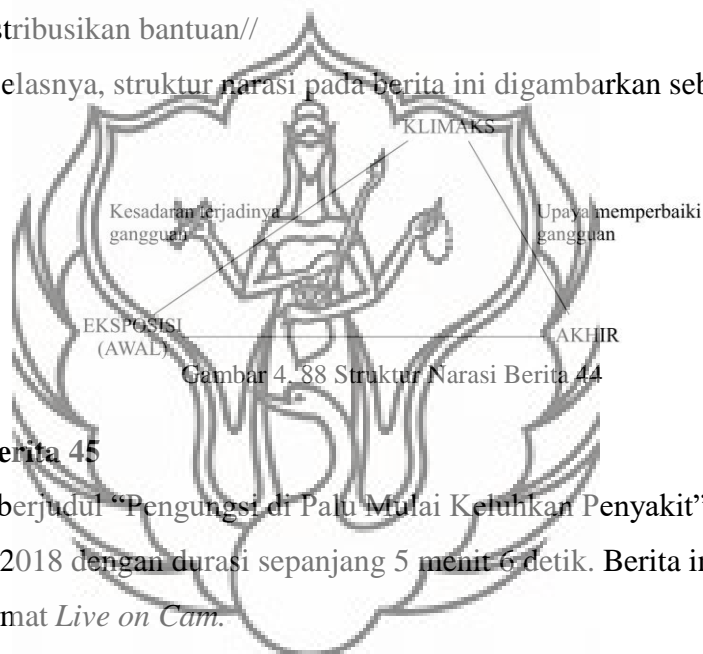 stribusikan bantuan//
elasnya, struktur narasi pada berita ini digambarkan seb
KLIMAKS
Kesadaran terjadinya
gangguan
Upaya memperbaiki
gangguan
EKSPOSISI
(AWAL)
AKHIR
Gambar 4. 88 Struktur Narasi Berita 44
erita 45
berjudul “Pengungsi di Palu Mulai Keluhkan Penyakit”
2018 dengan durasi sepanjang 5 menit 6 detik. Berita in
mat Live on Cam.